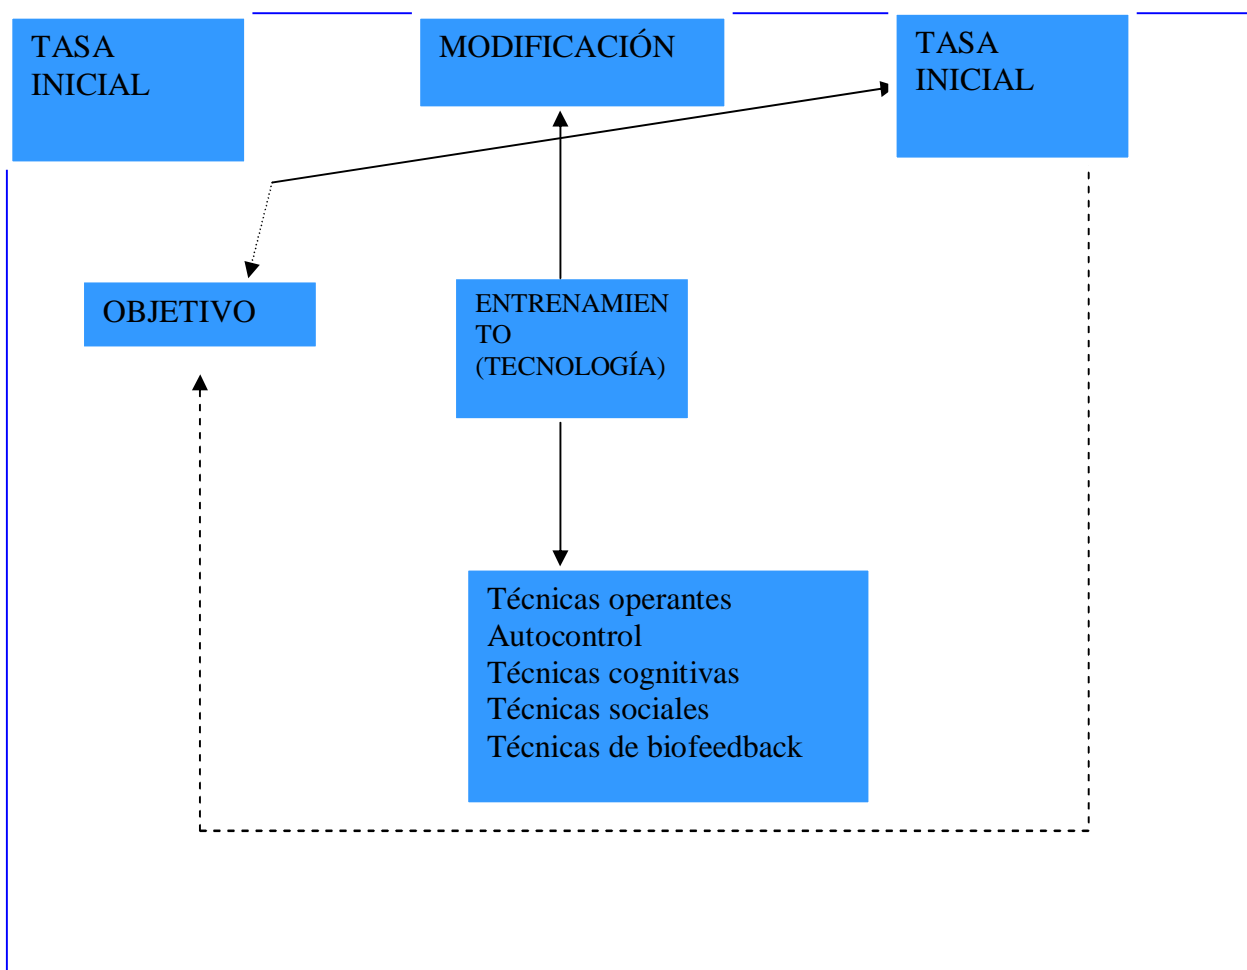 TASA
INICIAL
MODIFICACIÓN
TASA
INICIAL
OBJETIVO
ENTRENAMIEN
TO
(TECNOLOGÍA)
Técnicas operantes
Autocontrol
Técnicas cognitivas
Técnicas sociales
Técnicas de biofeedback